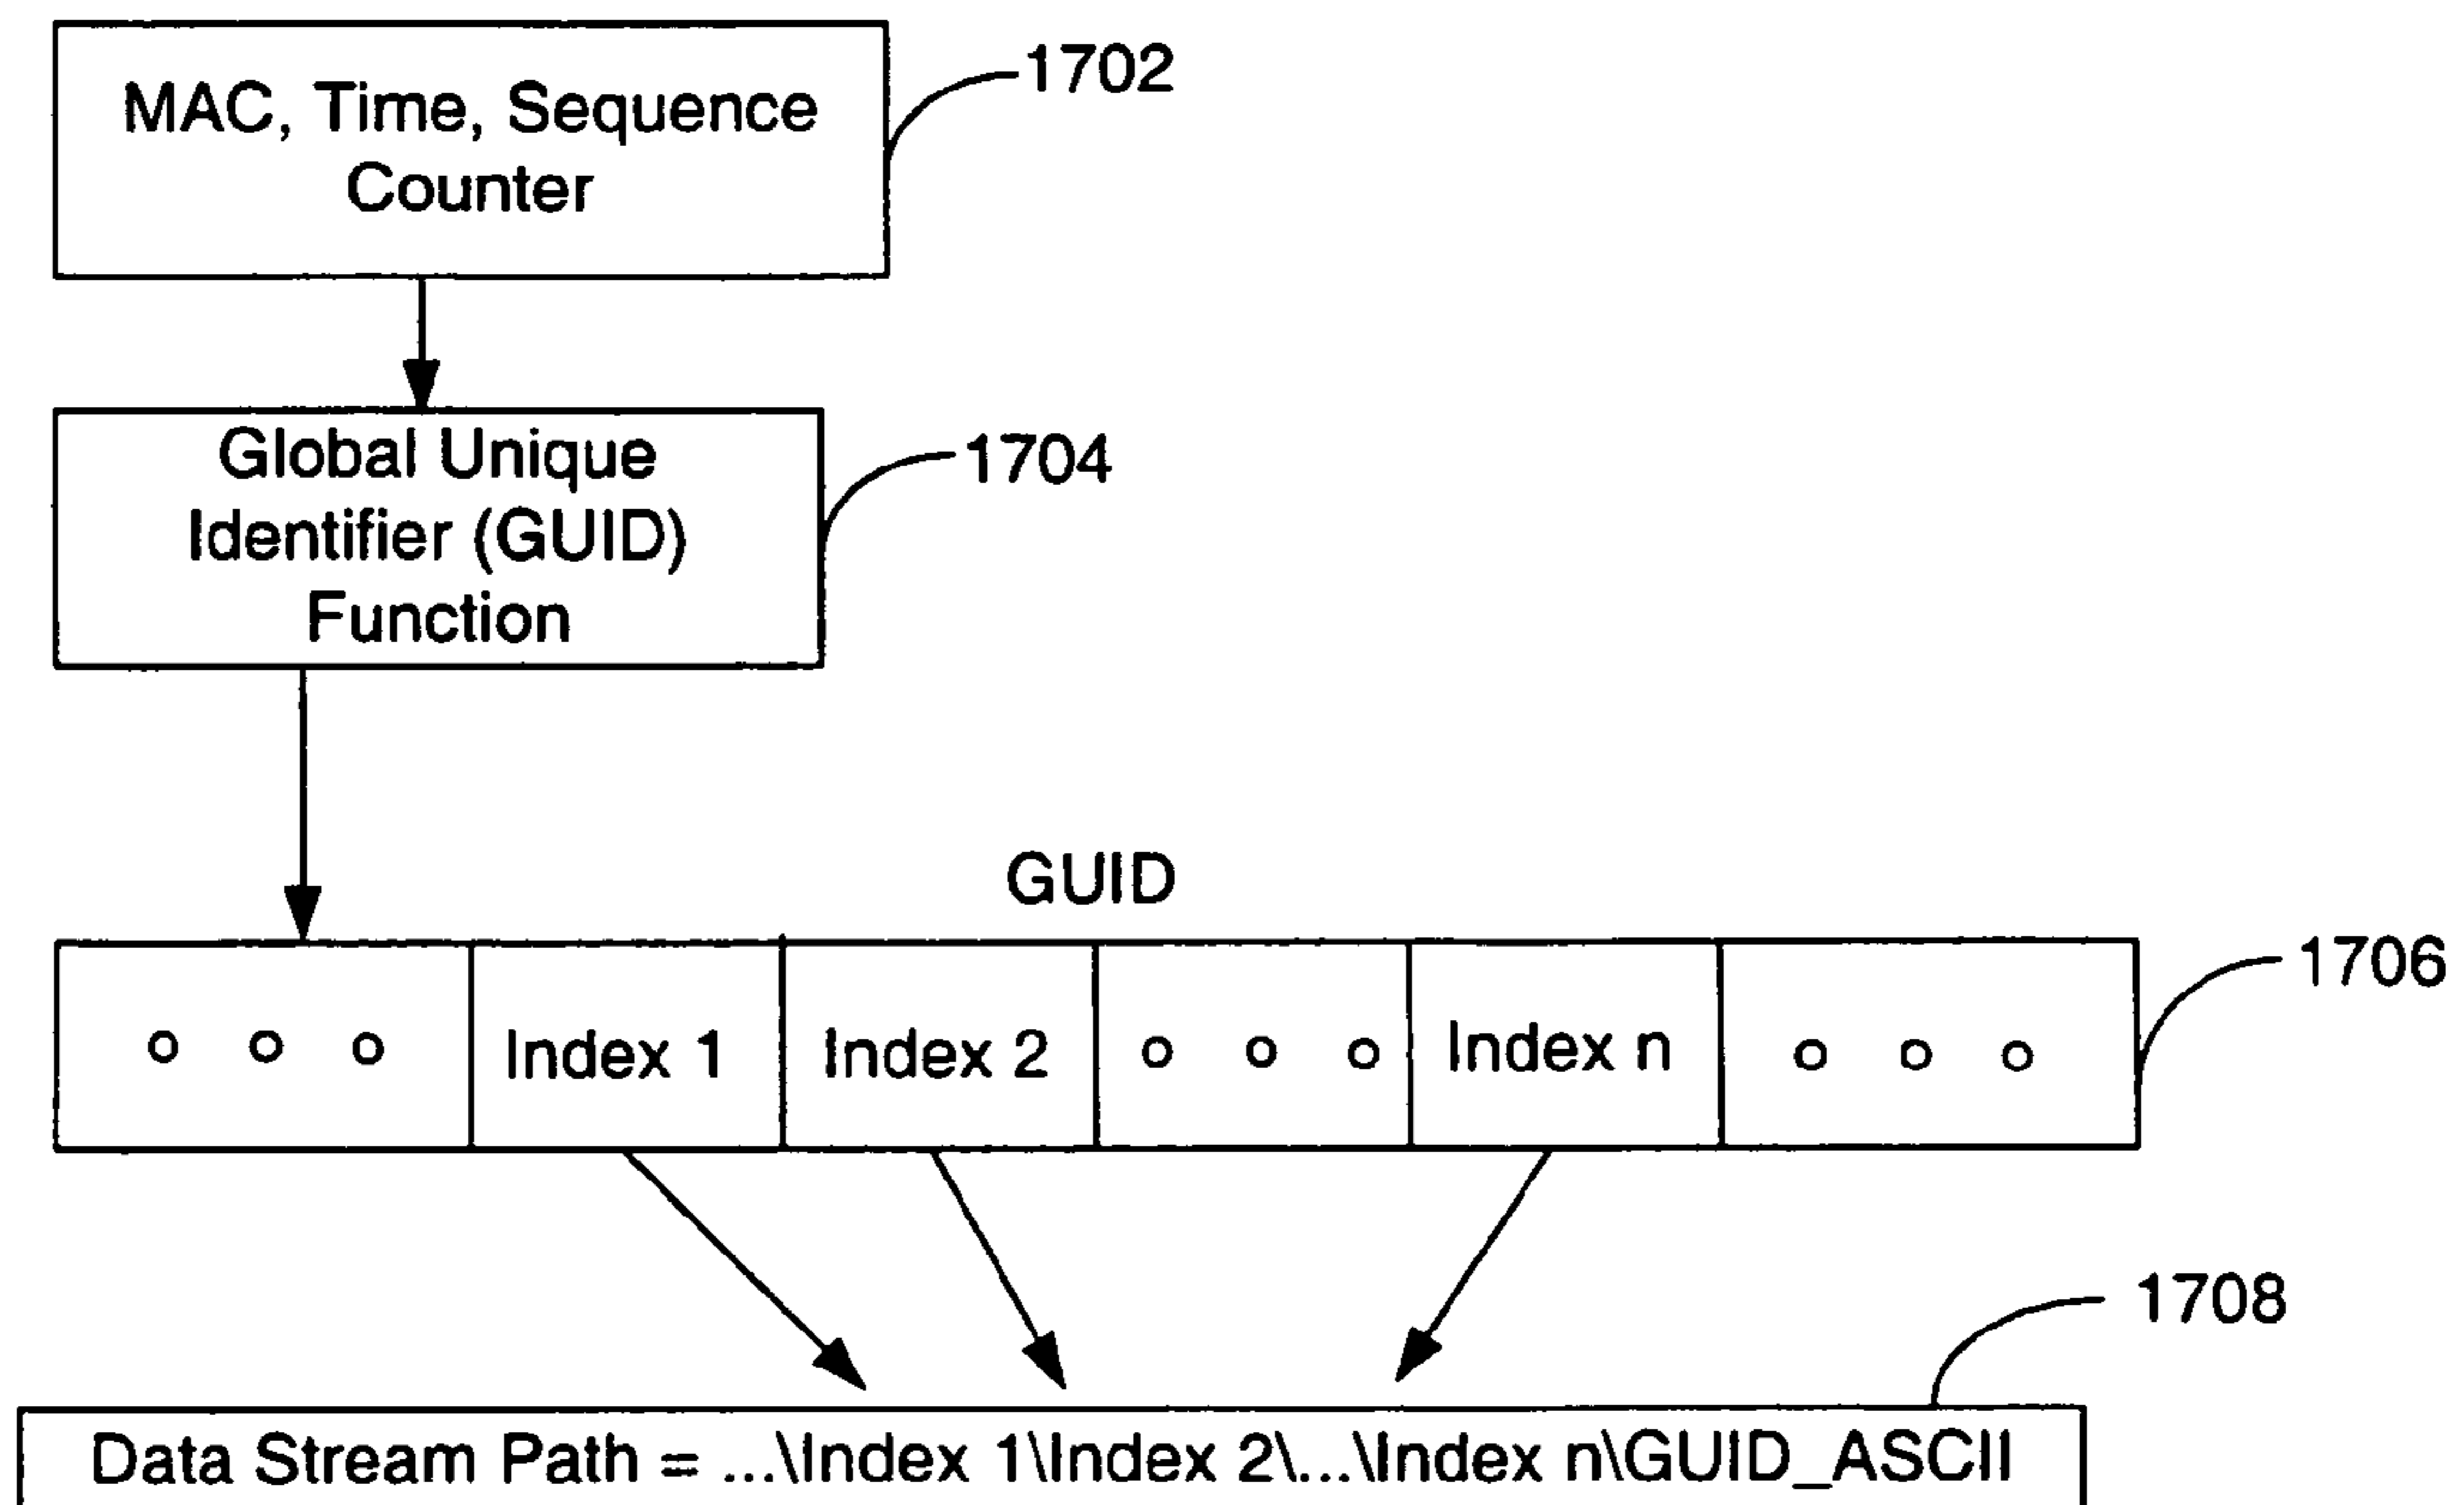 MAC, Time, Sequence
Counter
1702
Global Unique
Identifier (GUID)
Function
1704
GUID
Index 1
Index 2
Index n
1706
1708
Data Stream Path = ...\Index 1\Index 2\...\Index n\GUID_ASCII